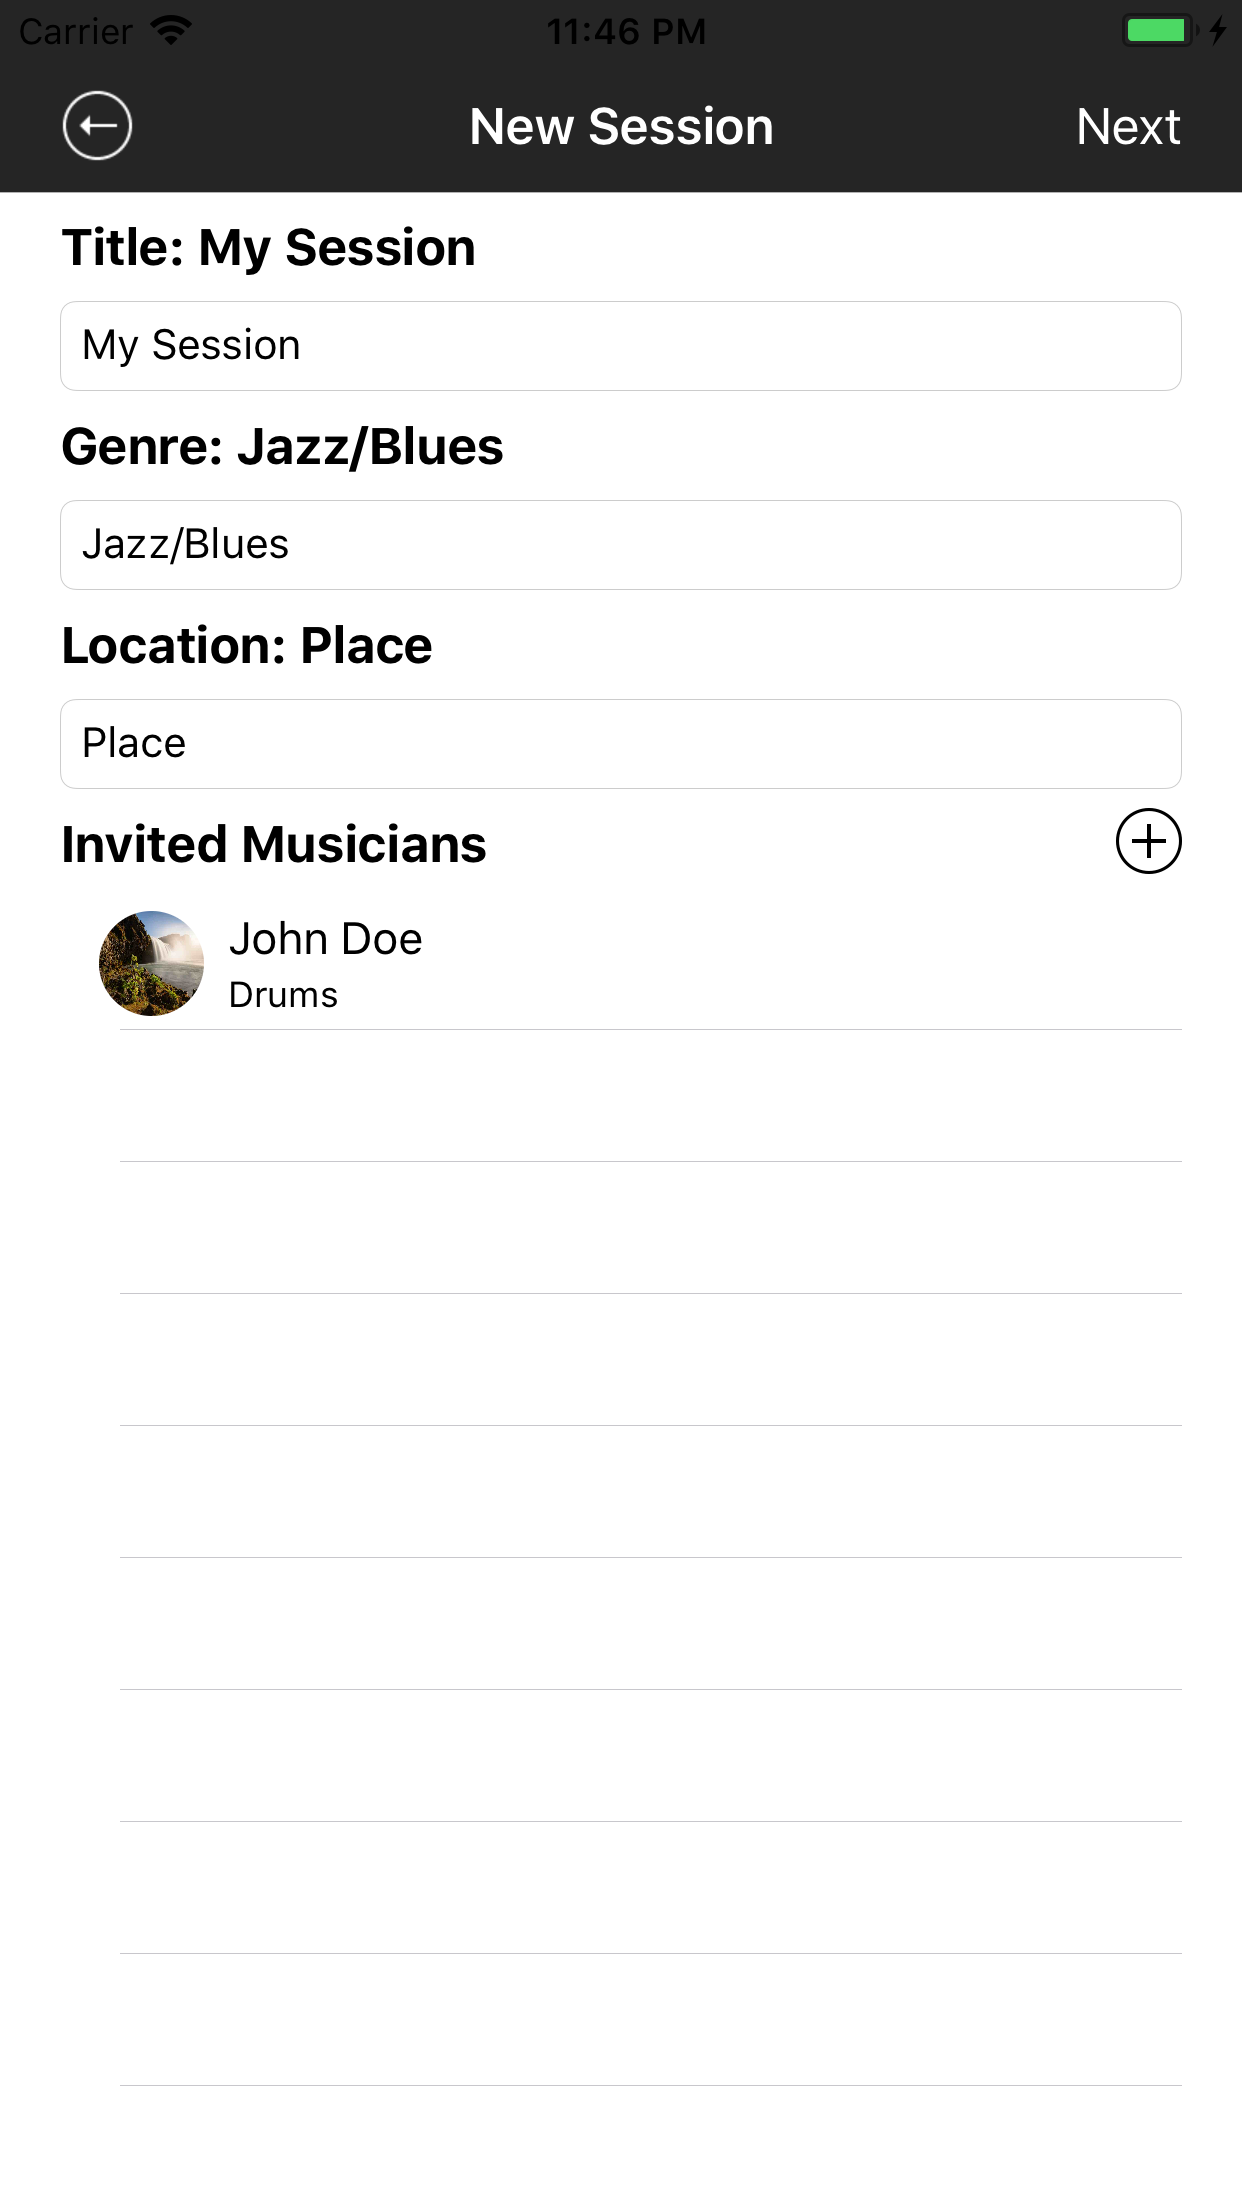 Carrier 11:46 PM
New Session Next
Title: My Session
My Session
Genre: Jazz/Blues
Jazz/Blues
Location: Place
Place
Invited Musicians
John Doe
Drums